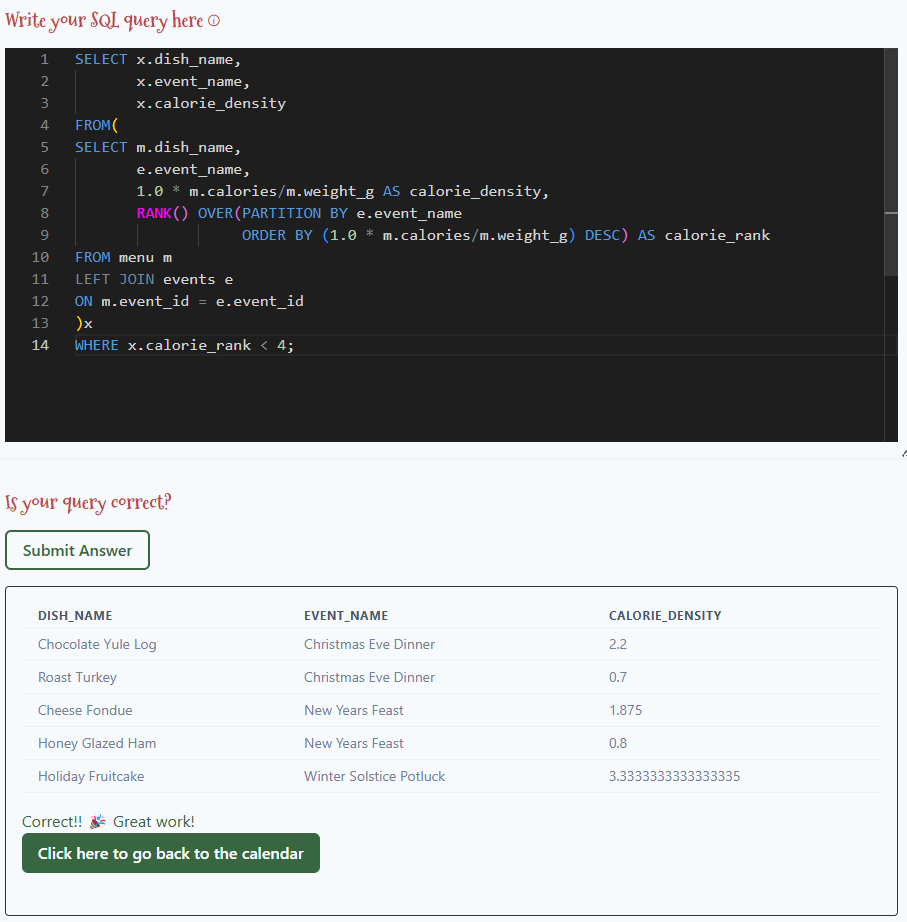 Write your SQL query here ⓘ
1 SELECT x.dish_name,
2 x.event_name,
3 x.calorie_density
4 FROM(
5 SELECT m.dish_name,
6 e.event_name,
7 1.0 * m.calories/m.weight_g AS calorie_density,
8 RANK() OVER(PARTITION BY e.event_name
9 ORDER BY (1.0 * m.calories/m.weight_g) DESC) AS calorie_rank
10 FROM menu m
11 LEFT JOIN events e
12 ON m.event_id = e.event_id
13 )x
14 WHERE x.calorie_rank < 4;
Is your query correct?
Submit Answer
DISH_NAME EVENT_NAME CALORIE_DENSITY
Chocolate Yule Log Christmas Eve Dinner 2.2
Roast Turkey Christmas Eve Dinner 0.7
Cheese Fondue New Years Feast 1.875
Honey Glazed Ham New Years Feast 0.8
Holiday Fruitcake Winter Solstice Potluck 3.3333333333333335
Correct!! 🎉 Great work!
Click here to go back to the calendar